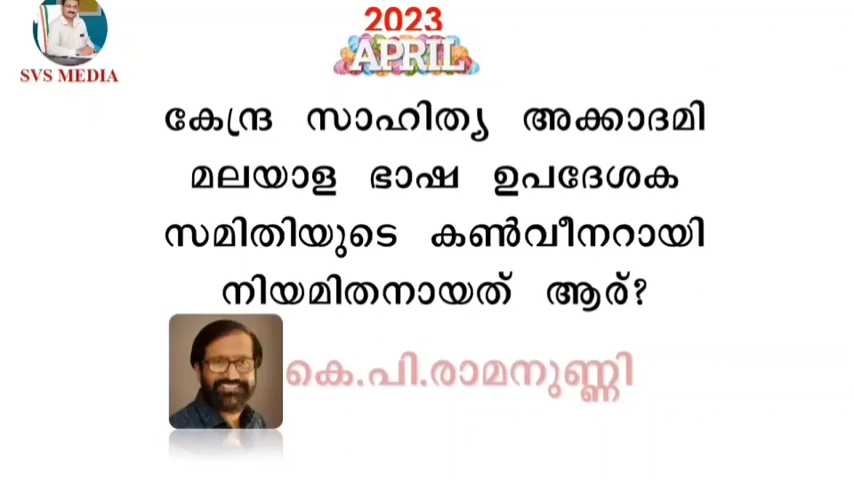 2023
APRIL
SVS MEDIA
കേന്ദ്ര സാഹിത്യ അക്കാദമി
മലയാള ഭാഷ ഉപദേശക
സമിതിയുടെ കൺവീനറായി
നിയമിതനായത് ആര്?
കെ.പി.രാമനുണ്ണി